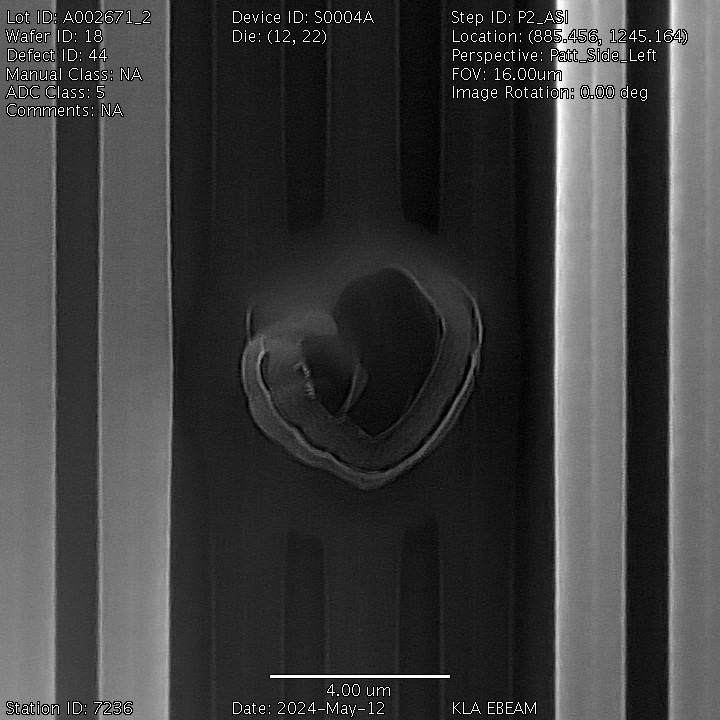 Lot ID: A002671_2
Wafer ID: 18
Defect ID: 44
Manual Class: NA
ADC Class: 5
Comments: NA
Device ID: S0004A
Die: (12, 22)
Step ID: P2_ASI
Location: (885.456, 1245.164)
Perspective: Patt_Side_Left
FOV: 16.00um
Image Rotation: 0.00 deg
4.00 um
Station ID: 7236
Date: 2024-May-12
KLA EBEAM